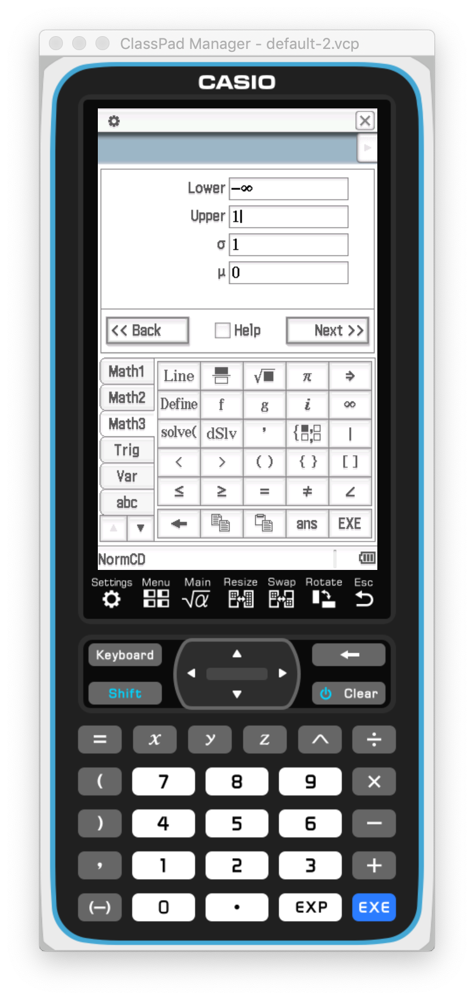 ClassPad Manager - default-2.vcp
CASIO
Lower -∞
Upper 1
σ 1
μ 0
<< Back Help Next >>
Math1 Line √ π ⇒
Math2 Define f g i ∞
Math3 solve( dSlv , { , ; |
Trig < > ( ) { } [ ]
Var ≤ ≥ = ≠ ∠
abc
▲ ▼ ← ans EXE
NormCD
Settings Menu Main Resize Swap Rotate Esc
√α
Keyboard ←
Shift Clear
= x y z ^ ÷
( 7 8 9 ×
) 4 5 6 −
, 1 2 3 +
(−) 0 . EXP EXE